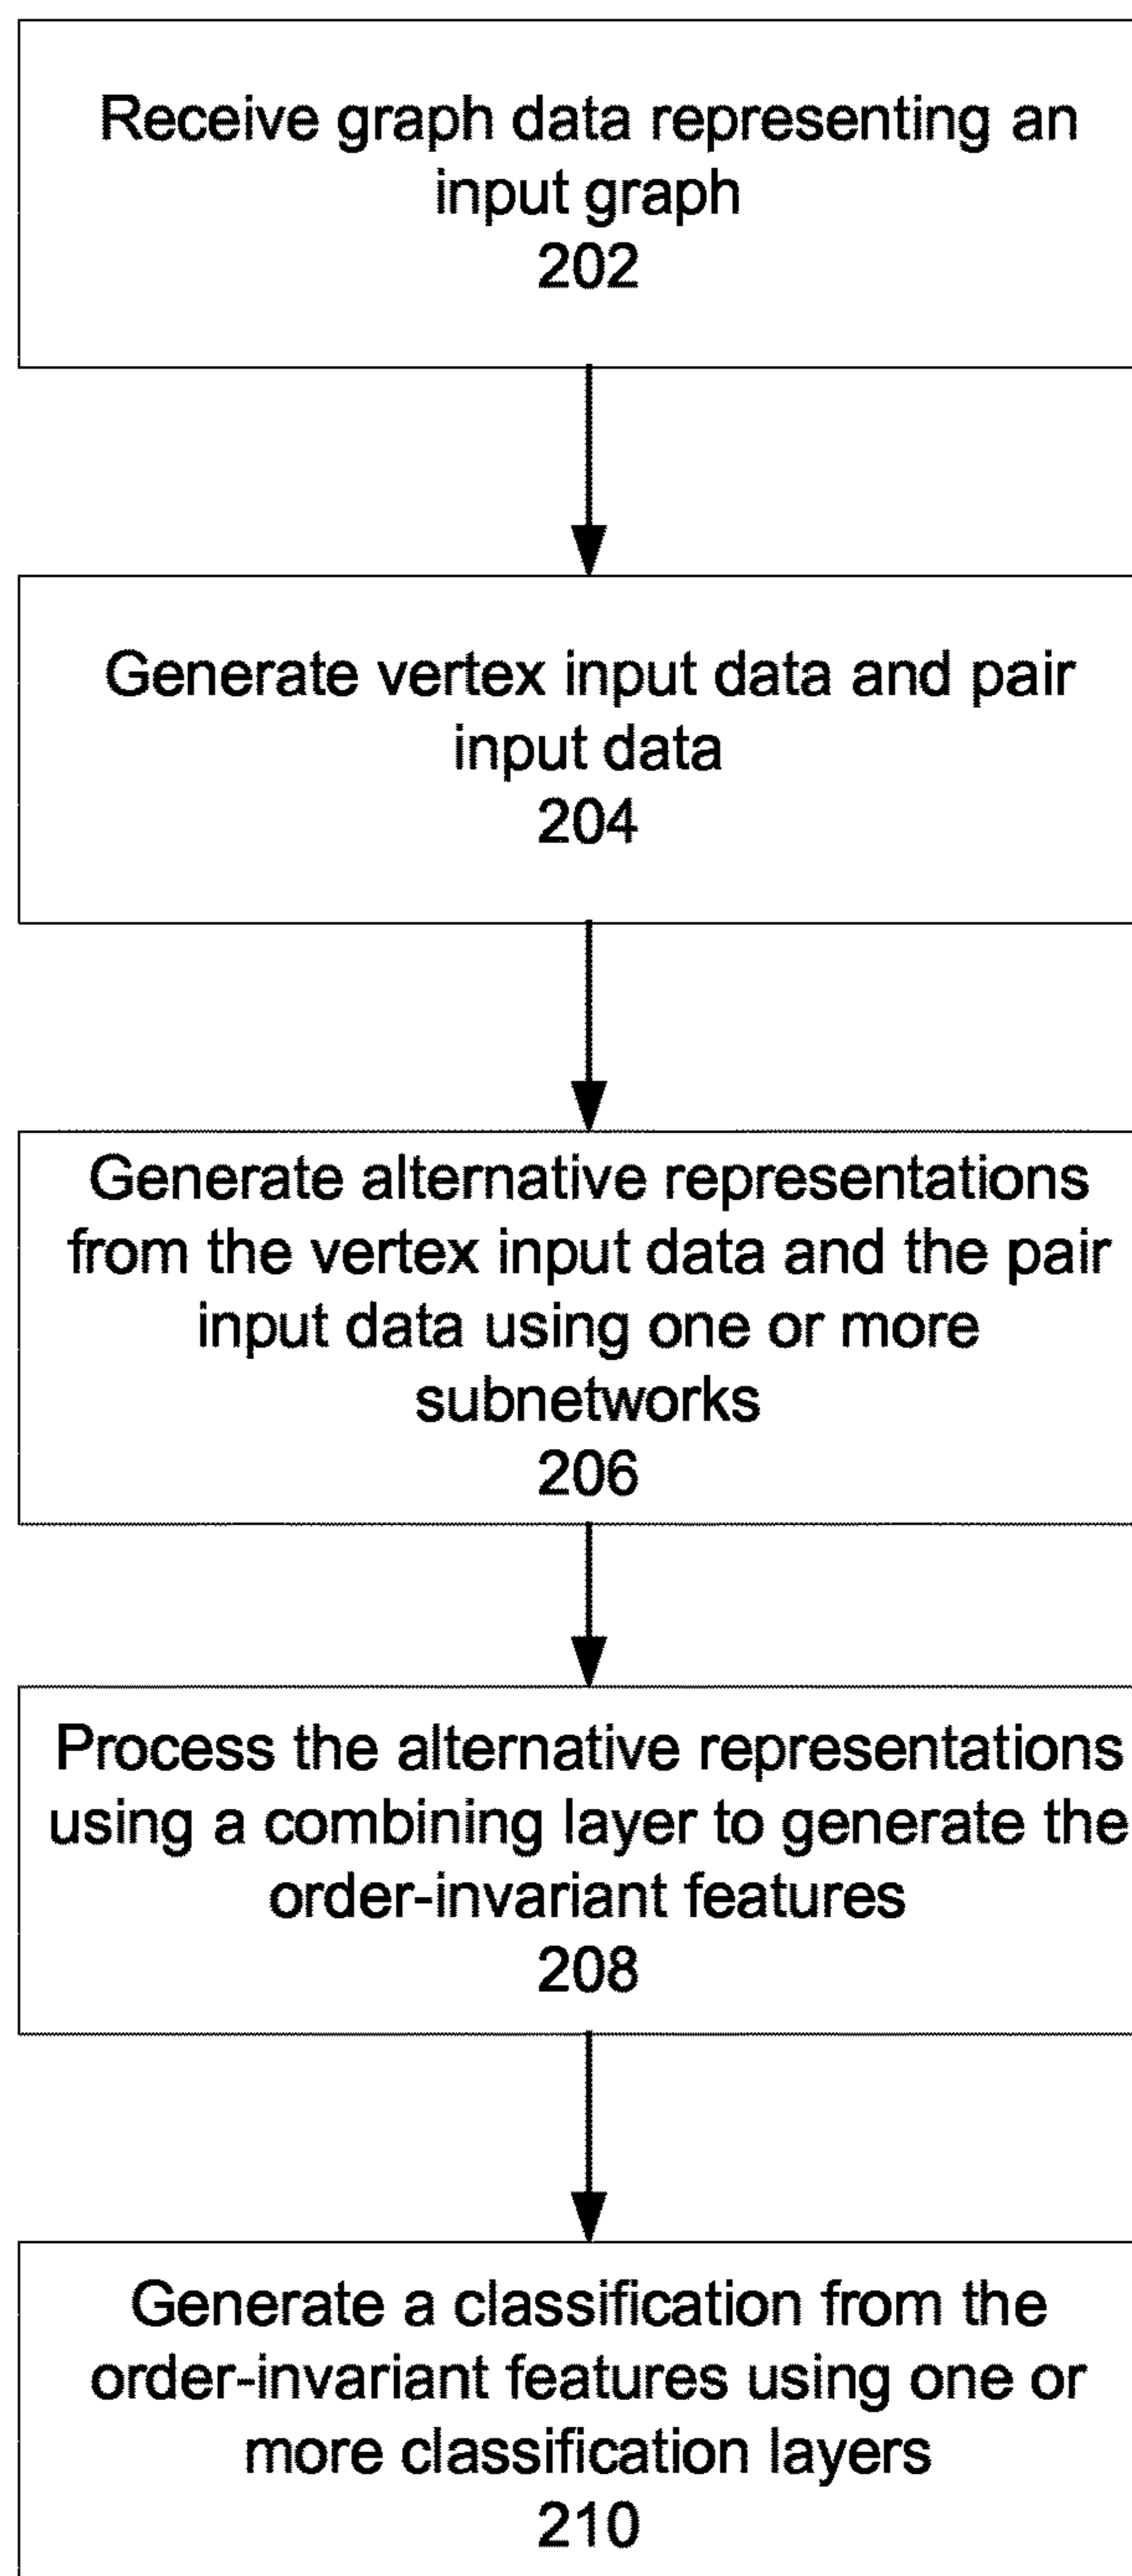 Receive graph data representing an
input graph
202
Generate vertex input data and pair
input data
204
Generate alternative representations
from the vertex input data and the pair
input data using one or more
subnetworks
206
Process the alternative representations
using a combining layer to generate the
order-invariant features
208
Generate a classification from the
order-invariant features using one or
more classification layers
210